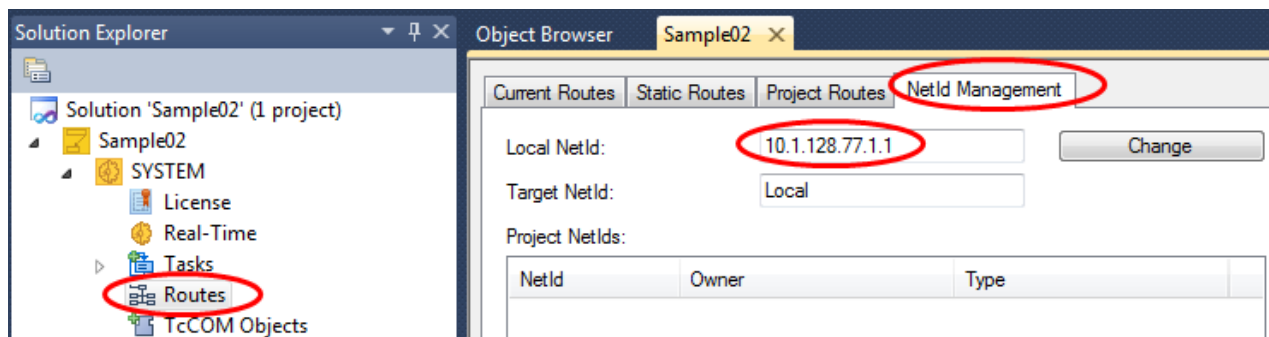 Solution Explorer
Solution 'Sample02' (1 project)
Sample02
SYSTEM
License
Real-Time
Tasks
Routes
TcCOM Objects
Object Browser Sample02
Current Routes Static Routes Project Routes NetId Management
Local NetId: 10.1.128.77.1.1 Change
Target NetId: Local
Project NetIds:
NetId Owner Type